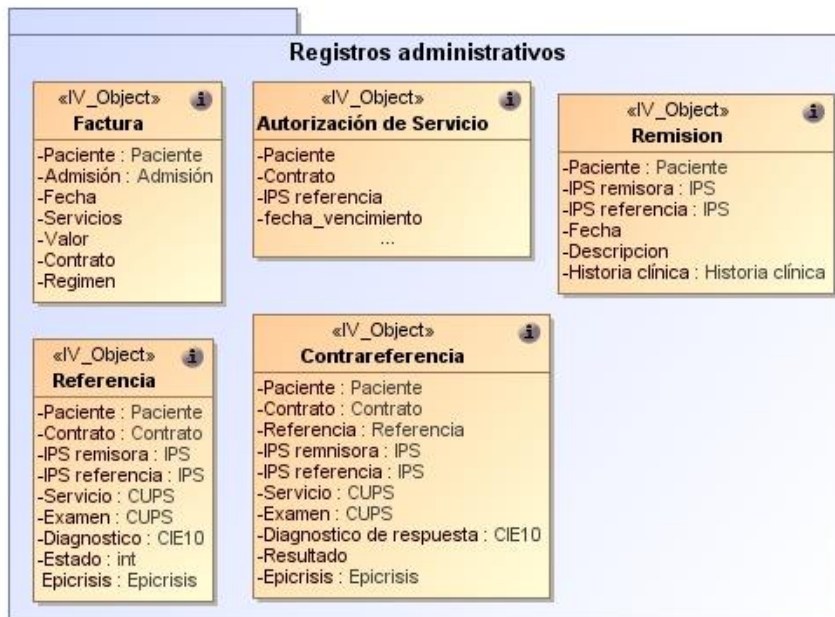 Registros administrativos
«IV_Object»
Factura
-Paciente : Paciente
-Admisión : Admisión
-Fecha
-Servicios
-Valor
-Contrato
-Regimen
«IV_Object»
Autorización de Servicio
-Paciente
-Contrato
-IPS referencia
-fecha_vencimiento
...
«IV_Object»
Remision
-Paciente : Paciente
-IPS remisora : IPS
-IPS referencia : IPS
-Fecha
-Descripcion
-Historia clínica : Historia clínica
«IV_Object»
Referencia
-Paciente : Paciente
-Contrato : Contrato
-IPS remisora : IPS
-IPS referencia : IPS
-Servicio : CUPS
-Examen : CUPS
-Diagnostico : CIE10
-Estado : int
Epicrisis : Epicrisis
«IV_Object»
Contrareferencia
-Paciente : Paciente
-Contrato : Contrato
-Referencia : Referencia
-IPS remnisora : IPS
-IPS referencia : IPS
-Servicio : CUPS
-Examen : CUPS
-Diagnostico de respuesta : CIE10
-Resultado
-Epicrisis : Epicrisis